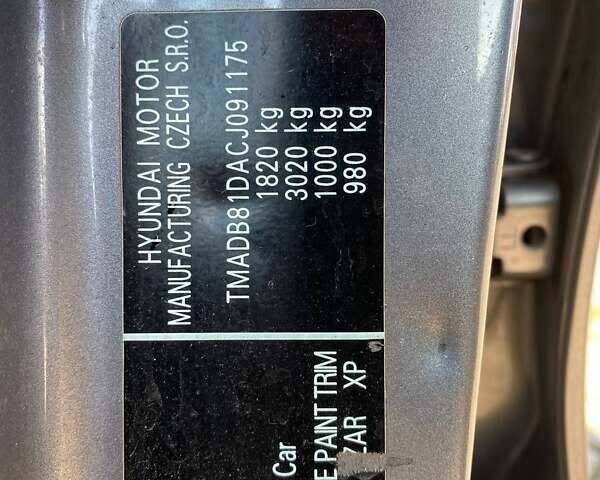 HYUNDAI MOTOR
MANUFACTURING CZECH S.R.O.
TMADB81DACJ091175
1820 kg
3020 kg
1000 kg
980 kg
Car
E PAINT TRIM
ZAR XP